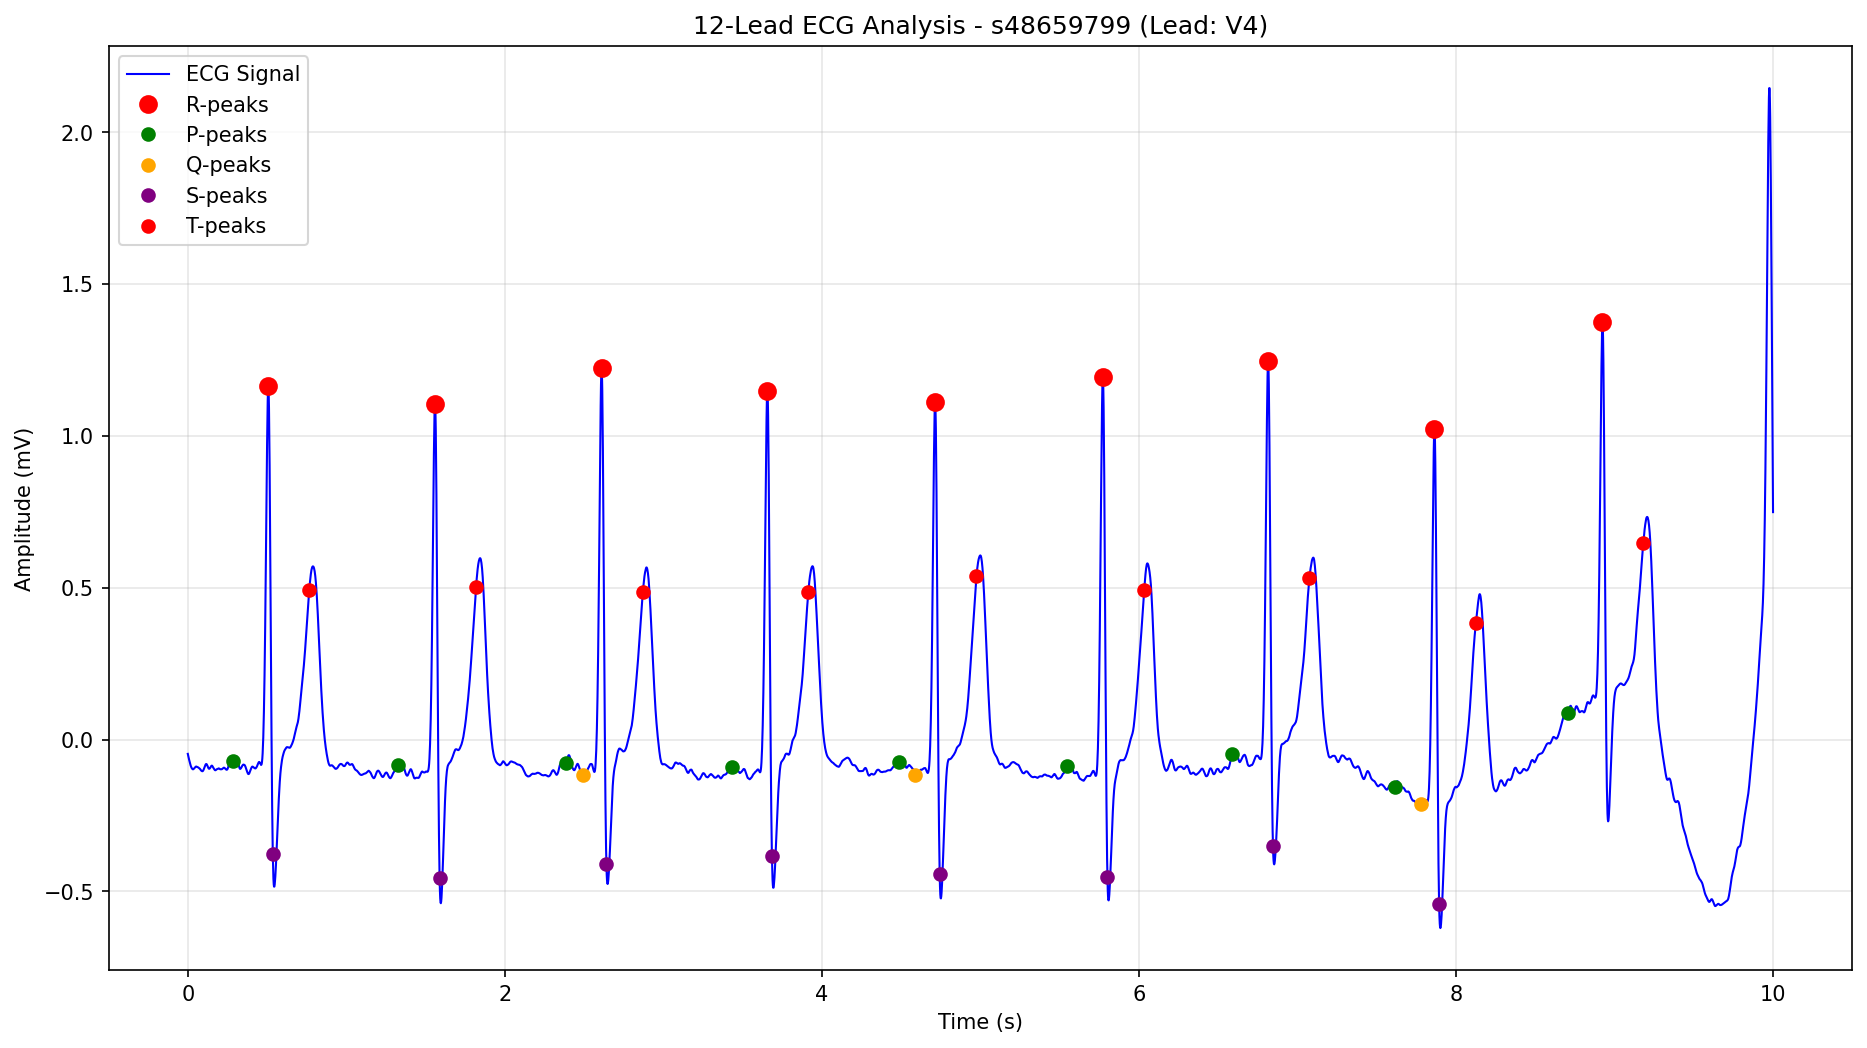 12-Lead ECG Analysis - s48659799 (Lead: V4)
ECG Signal
R-peaks
P-peaks
Q-peaks
S-peaks
T-peaks
Amplitude (mV)
2.0
1.5
1.0
0.5
0.0
−0.5
0 2 4 6 8 10
Time (s)